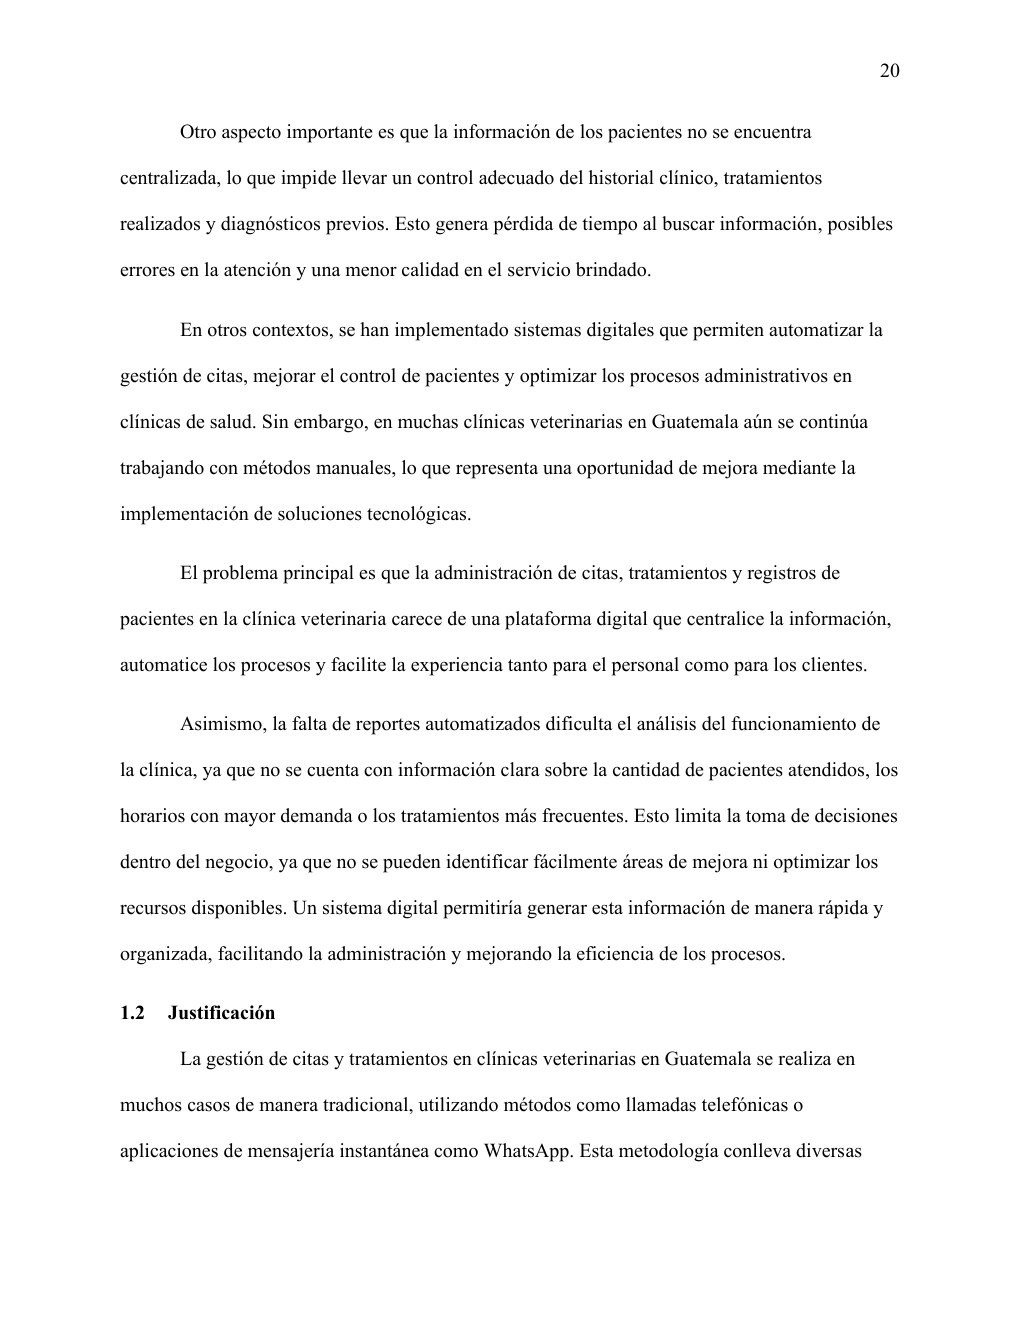 20
Otro aspecto importante es que la información de los pacientes no se encuentra
centralizada, lo que impide llevar un control adecuado del historial clínico, tratamientos
realizados y diagnósticos previos. Esto genera pérdida de tiempo al buscar información, posibles
errores en la atención y una menor calidad en el servicio brindado.
En otros contextos, se han implementado sistemas digitales que permiten automatizar la
gestión de citas, mejorar el control de pacientes y optimizar los procesos administrativos en
clínicas de salud. Sin embargo, en muchas clínicas veterinarias en Guatemala aún se continúa
trabajando con métodos manuales, lo que representa una oportunidad de mejora mediante la
implementación de soluciones tecnológicas.
El problema principal es que la administración de citas, tratamientos y registros de
pacientes en la clínica veterinaria carece de una plataforma digital que centralice la información,
automatice los procesos y facilite la experiencia tanto para el personal como para los clientes.
Asimismo, la falta de reportes automatizados dificulta el análisis del funcionamiento de
la clínica, ya que no se cuenta con información clara sobre la cantidad de pacientes atendidos, los
horarios con mayor demanda o los tratamientos más frecuentes. Esto limita la toma de decisiones
dentro del negocio, ya que no se pueden identificar fácilmente áreas de mejora ni optimizar los
recursos disponibles. Un sistema digital permitiría generar esta información de manera rápida y
organizada, facilitando la administración y mejorando la eficiencia de los procesos.
1.2 Justificación
La gestión de citas y tratamientos en clínicas veterinarias en Guatemala se realiza en
muchos casos de manera tradicional, utilizando métodos como llamadas telefónicas o
aplicaciones de mensajería instantánea como WhatsApp. Esta metodología conlleva diversas